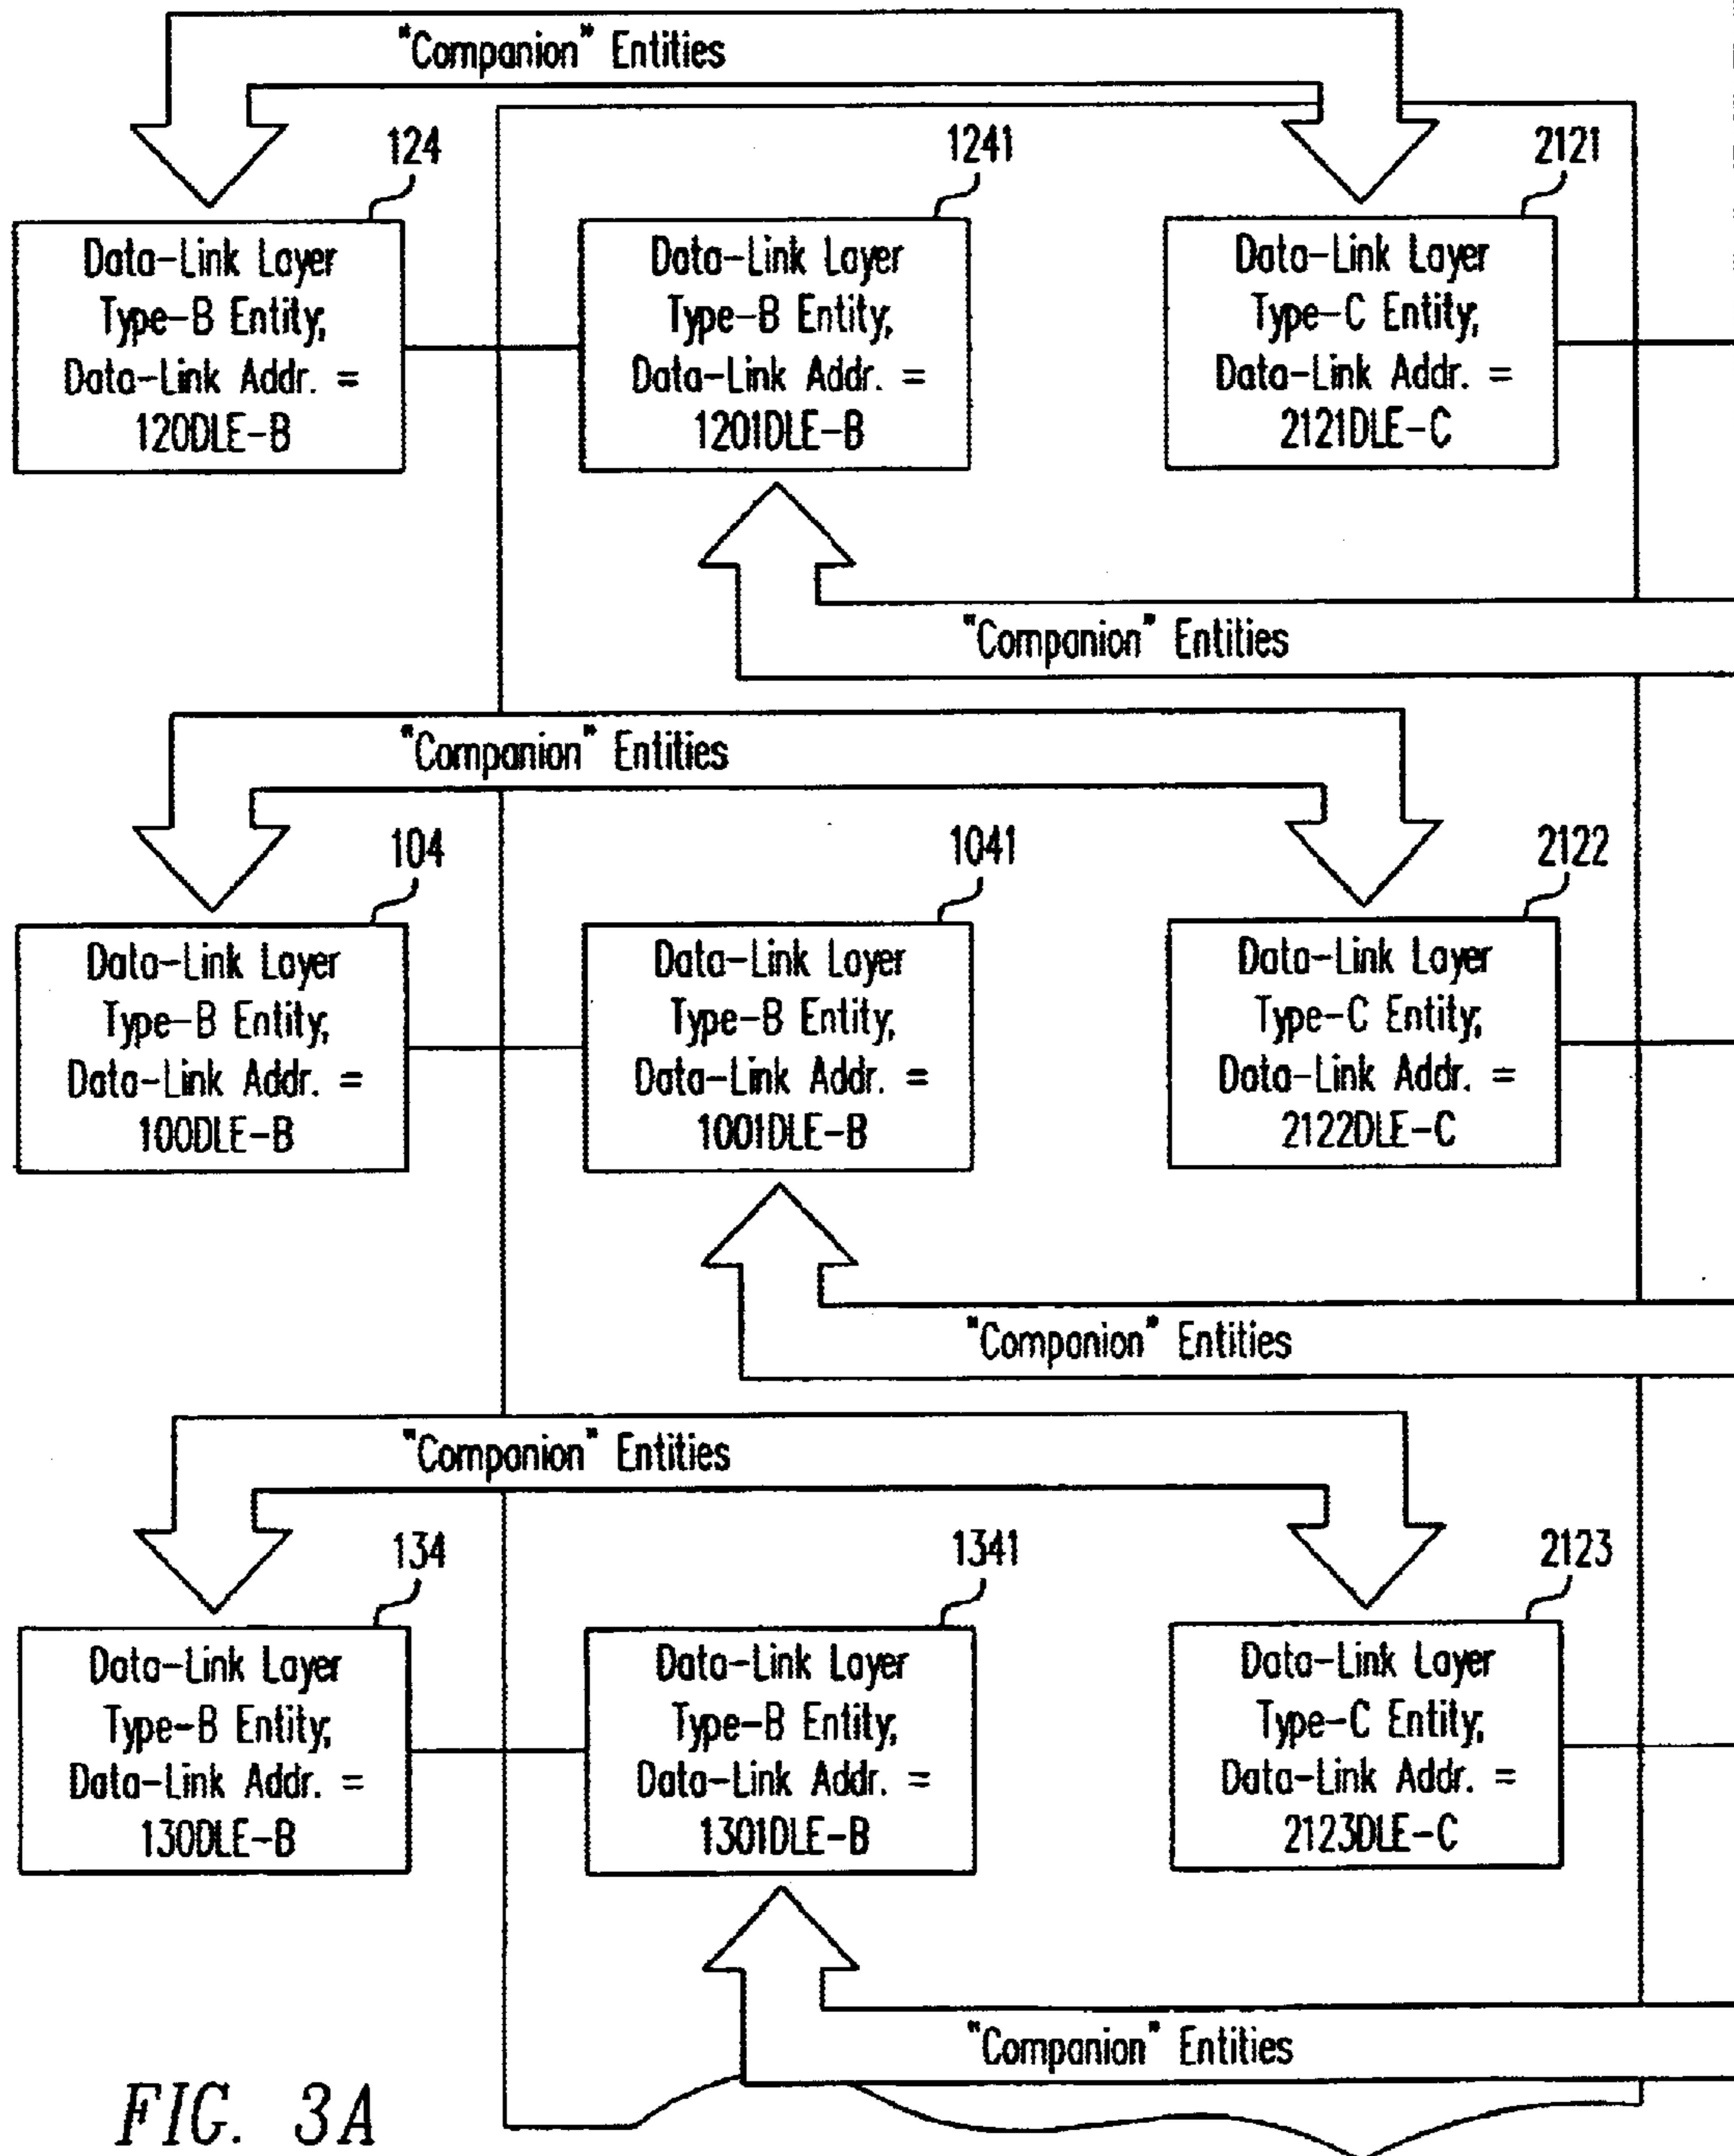 "Companion" Entities
124
1241
2121
Data-Link Layer
Type-B Entity,
Data-Link Addr. =
120DLE-B
Data-Link Layer
Type-B Entity,
Data-Link Addr. =
1201DLE-B
Data-Link Layer
Type-C Entity,
Data-Link Addr. =
2121DLE-C
"Companion" Entities
"Companion" Entities
104
1041
2122
Data-Link Layer
Type-B Entity,
Data-Link Addr. =
100DLE-B
Data-Link Layer
Type-B Entity,
Data-Link Addr. =
1001DLE-B
Data-Link Layer
Type-C Entity,
Data-Link Addr. =
2122DLE-C
"Companion" Entities
"Companion" Entities
134
1341
2123
Data-Link Layer
Type-B Entity,
Data-Link Addr. =
130DLE-B
Data-Link Layer
Type-B Entity,
Data-Link Addr. =
1301DLE-B
Data-Link Layer
Type-C Entity,
Data-Link Addr. =
2123DLE-C
"Companion" Entities
FIG. 3A